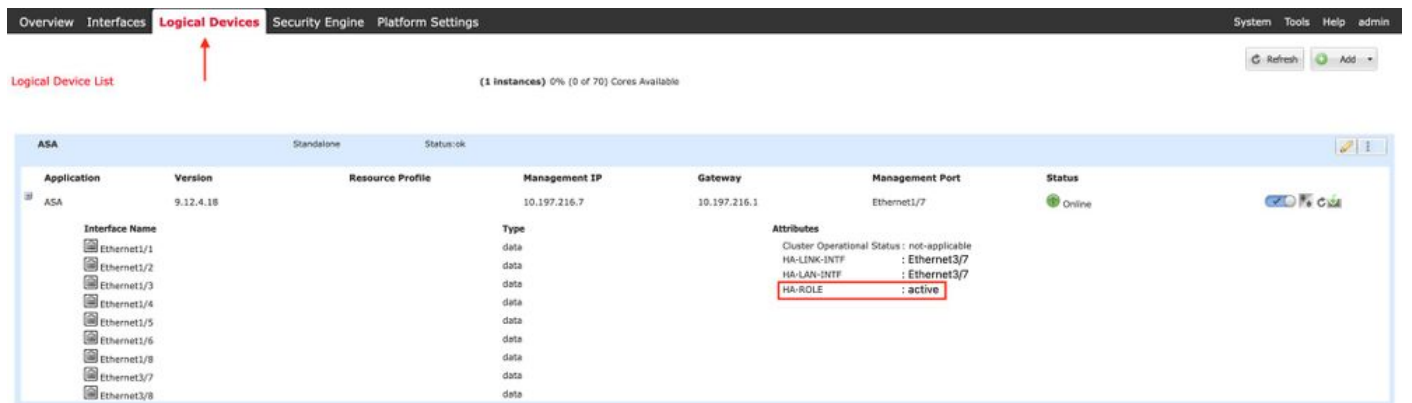 Overview Interfaces Logical Devices Security Engine Platform Settings System Tools Help admin
Refresh Add
Logical Device List (1 instances) 0% (0 of 70) Cores Available
ASA Standalone Status:ok
Application Version Resource Profile Management IP Gateway Management Port Status
ASA 9.12.4.18 10.197.216.7 10.197.216.1 Ethernet1/7 Online
Interface Name Type Attributes
Ethernet1/1 data Cluster Operational Status : not-applicable
Ethernet1/2 data HA-LINK-INTF : Ethernet3/7
Ethernet1/3 data HA-LAN-INTF : Ethernet3/7
Ethernet1/4 data HA-ROLE : active
Ethernet1/5 data
Ethernet1/6 data
Ethernet1/8 data
Ethernet3/7 data
Ethernet3/8 data